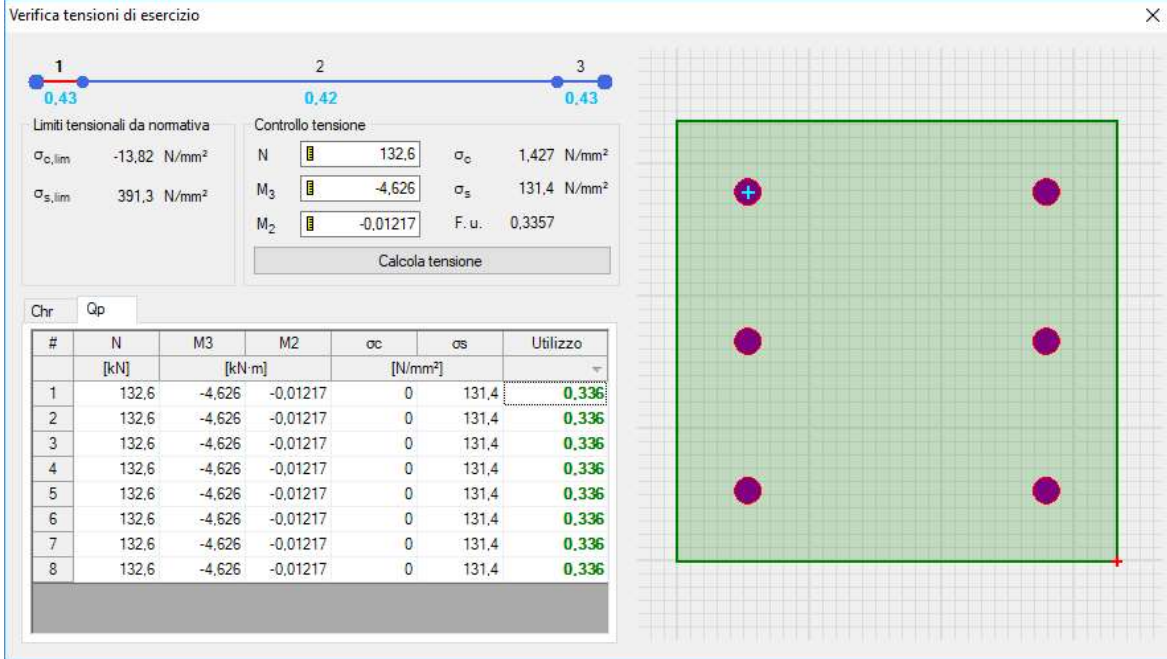 Verifica tensioni di esercizio
1 2 3
0,43 0,42 0,43
Limiti tensionali da normativa
σc,lim -13,82 N/mm²
σs,lim 391,3 N/mm²
Controllo tensione
N 132,6 σc 1,427 N/mm²
M3 -4,626 σs 131,4 N/mm²
M2 -0,01217 F. u. 0,3357
Calcola tensione
Chr Qp
# N M3 M2 σc σs Utilizzo
[kN] [kN·m] [N/mm²]
1 132,6 -4,626 -0,01217 0 131,4 0,336
2 132,6 -4,626 -0,01217 0 131,4 0,336
3 132,6 -4,626 -0,01217 0 131,4 0,336
4 132,6 -4,626 -0,01217 0 131,4 0,336
5 132,6 -4,626 -0,01217 0 131,4 0,336
6 132,6 -4,626 -0,01217 0 131,4 0,336
7 132,6 -4,626 -0,01217 0 131,4 0,336
8 132,6 -4,626 -0,01217 0 131,4 0,336